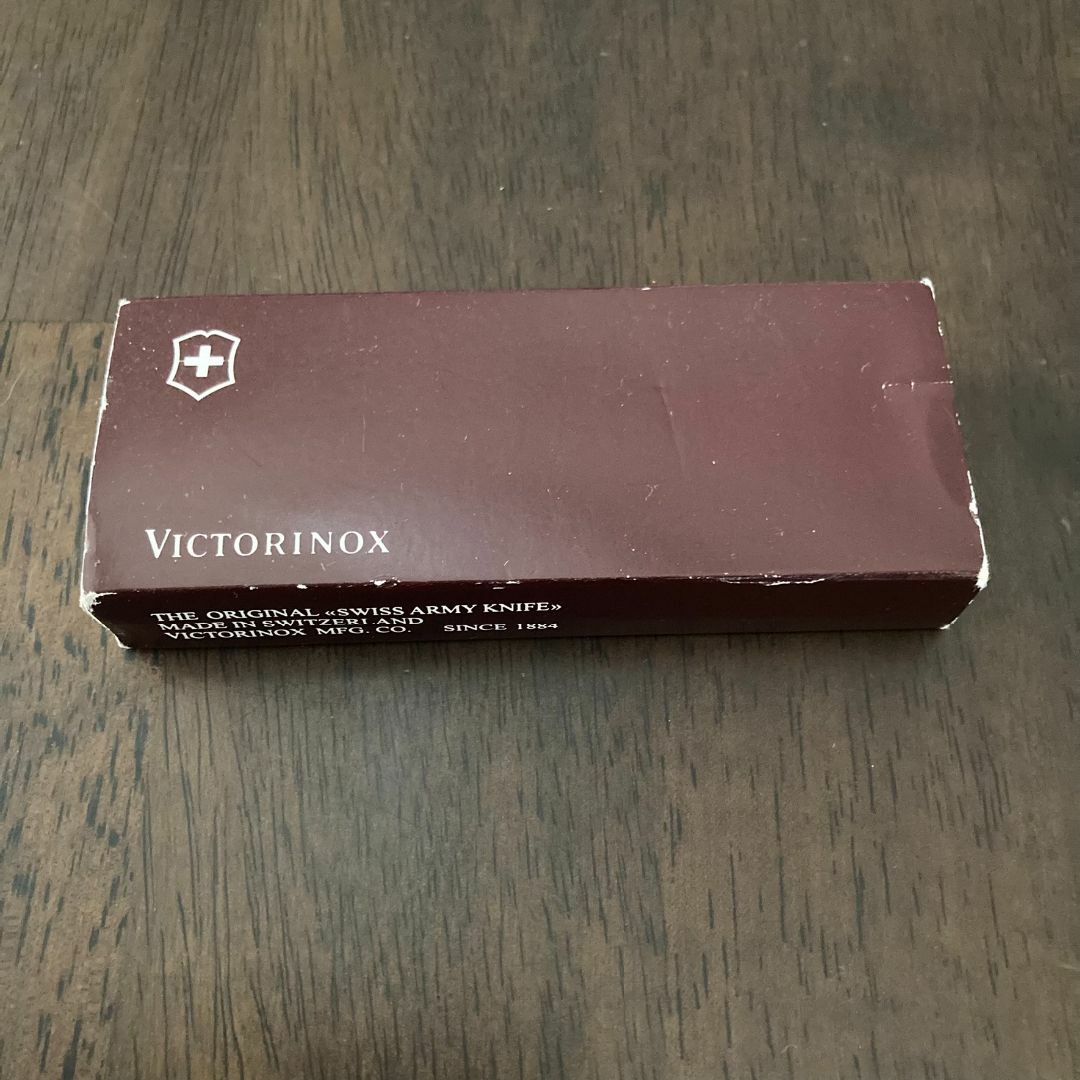 VICTORINOX
THE ORIGINAL «SWISS ARMY KNIFE»
MADE IN SWITZERLAND
VICTORINOX MFG. CO. SINCE 1884